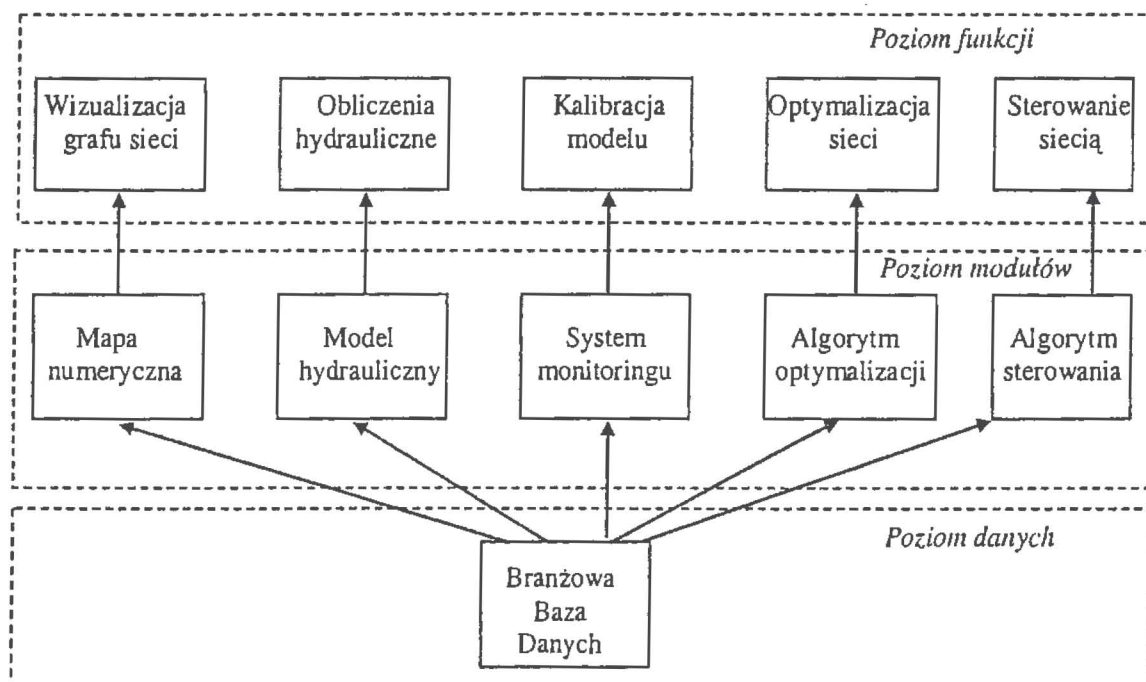 Poziom funkcji
Wizualizacja
grafu sieci
Obliczenia
hydrauliczne
Kalibracja
modelu
Optymalizacja
sieci
Sterowanie
siecią
Poziom modułów
Mapa
numeryczna
Model
hydrauliczny
System
monitoringu
Algorytm
optymalizacji
Algorytm
sterowania
Poziom danych
Branżowa
Baza
Danych